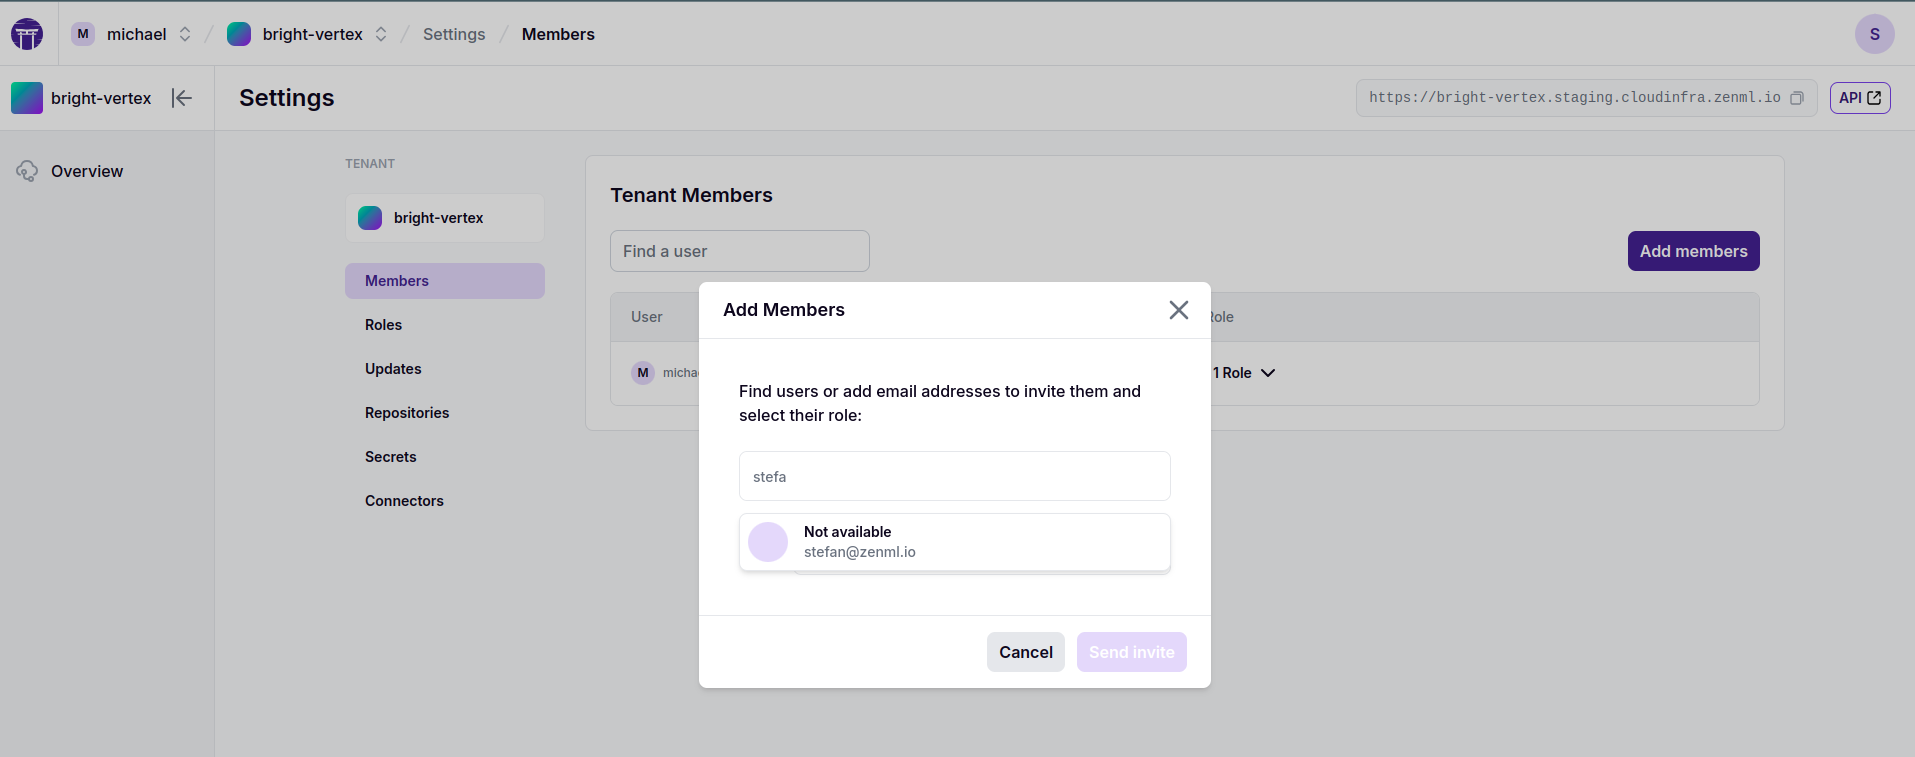 M michael / bright-vertex / Settings / Members
S
bright-vertex
Settings
https://bright-vertex.staging.cloudinfra.zenml.io
API
Overview
TENANT
bright-vertex
Members
Roles
Updates
Repositories
Secrets
Connectors
Tenant Members
Find a user
Add members
User
Role
M
1 Role
Add Members
Find users or add email addresses to invite them and
select their role:
stefa
Not available
stefan@zenml.io
Cancel
Send invite